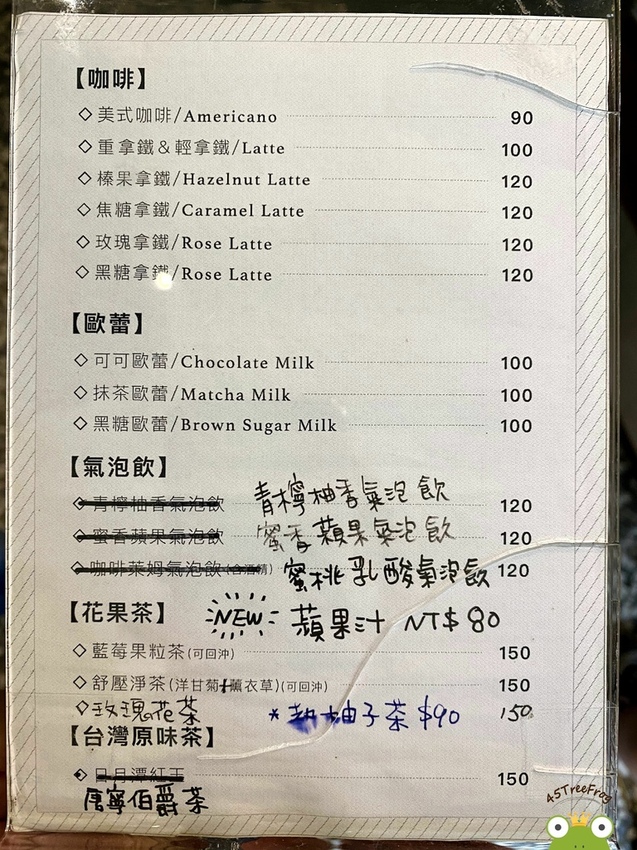 【咖啡】
◇美式咖啡/Americano 90
◇重拿鐵＆輕拿鐵/Latte 100
◇榛果拿鐵/Hazelnut Latte 120
◇焦糖拿鐵/Caramel Latte 120
◇玫瑰拿鐵/Rose Latte 120
◇黑糖拿鐵/Rose Latte 120
【歐蕾】
◇可可歐蕾/Chocolate Milk 100
◇抹茶歐蕾/Matcha Milk 100
◇黑糖歐蕾/Brown Sugar Milk 100
【氣泡飲】
◇青檸柚香氣泡飲 青檸柚香氣泡飲 120
◇蜜香蘋果氣泡飲 蜜香蘋果氣泡飲 120
◇咖啡萊姆氣泡飲(含酒精) 蜜桃乳酸氣泡飲 120
【花果茶】 NEW 蘋果汁 NT$80
◇藍莓果粒茶(可回沖) 150
◇舒壓淨茶(洋甘菊+薰衣草)(可回沖) 150
◇玫瑰花茶 *熱柚子茶 $90 150
【台灣原味茶】
◇日月潭紅玉 150
唐寧伯爵茶
45TreeFrog